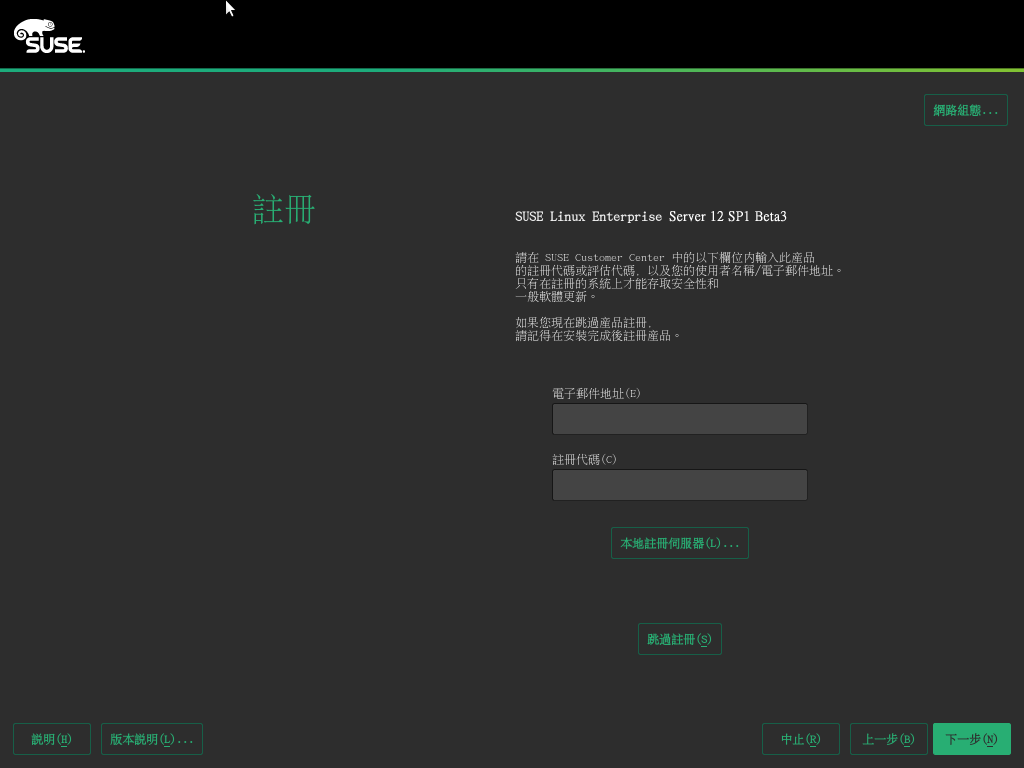 SUSE.
網路組態...
註冊
SUSE Linux Enterprise Server 12 SP1 Beta3
請在 SUSE Customer Center 中的以下欄位內輸入此產品
的註冊代碼或評估代碼, 以及您的使用者名稱/電子郵件地址。
只有在註冊的系統上才能存取安全性和
一般軟體更新。
如果您現在跳過產品註冊,
請記得在安裝完成後註冊產品。
電子郵件地址(E)
註冊代碼(C)
本地註冊伺服器(L)...
跳過註冊(S)
說明(H)
版本說明(L)...
中止(R)
上一步(B)
下一步(N)